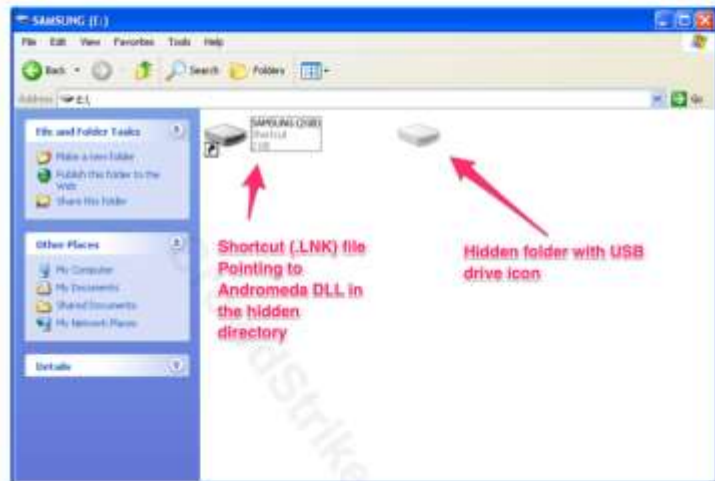 SAMSUNG (E:)
File Edit View Favorites Tools Help
Back Search Folders
Address E:\ Go
File and Folder Tasks
Make a new folder
Publish this folder to the Web
Share this folder
Other Places
My Computer
My Documents
Shared Documents
My Network Places
Details
SAMSUNG (2GB)
Shortcut
Shortcut (.LNK) file
Pointing to
Andromeda DLL in
the hidden
directory
Hidden folder with USB
drive icon